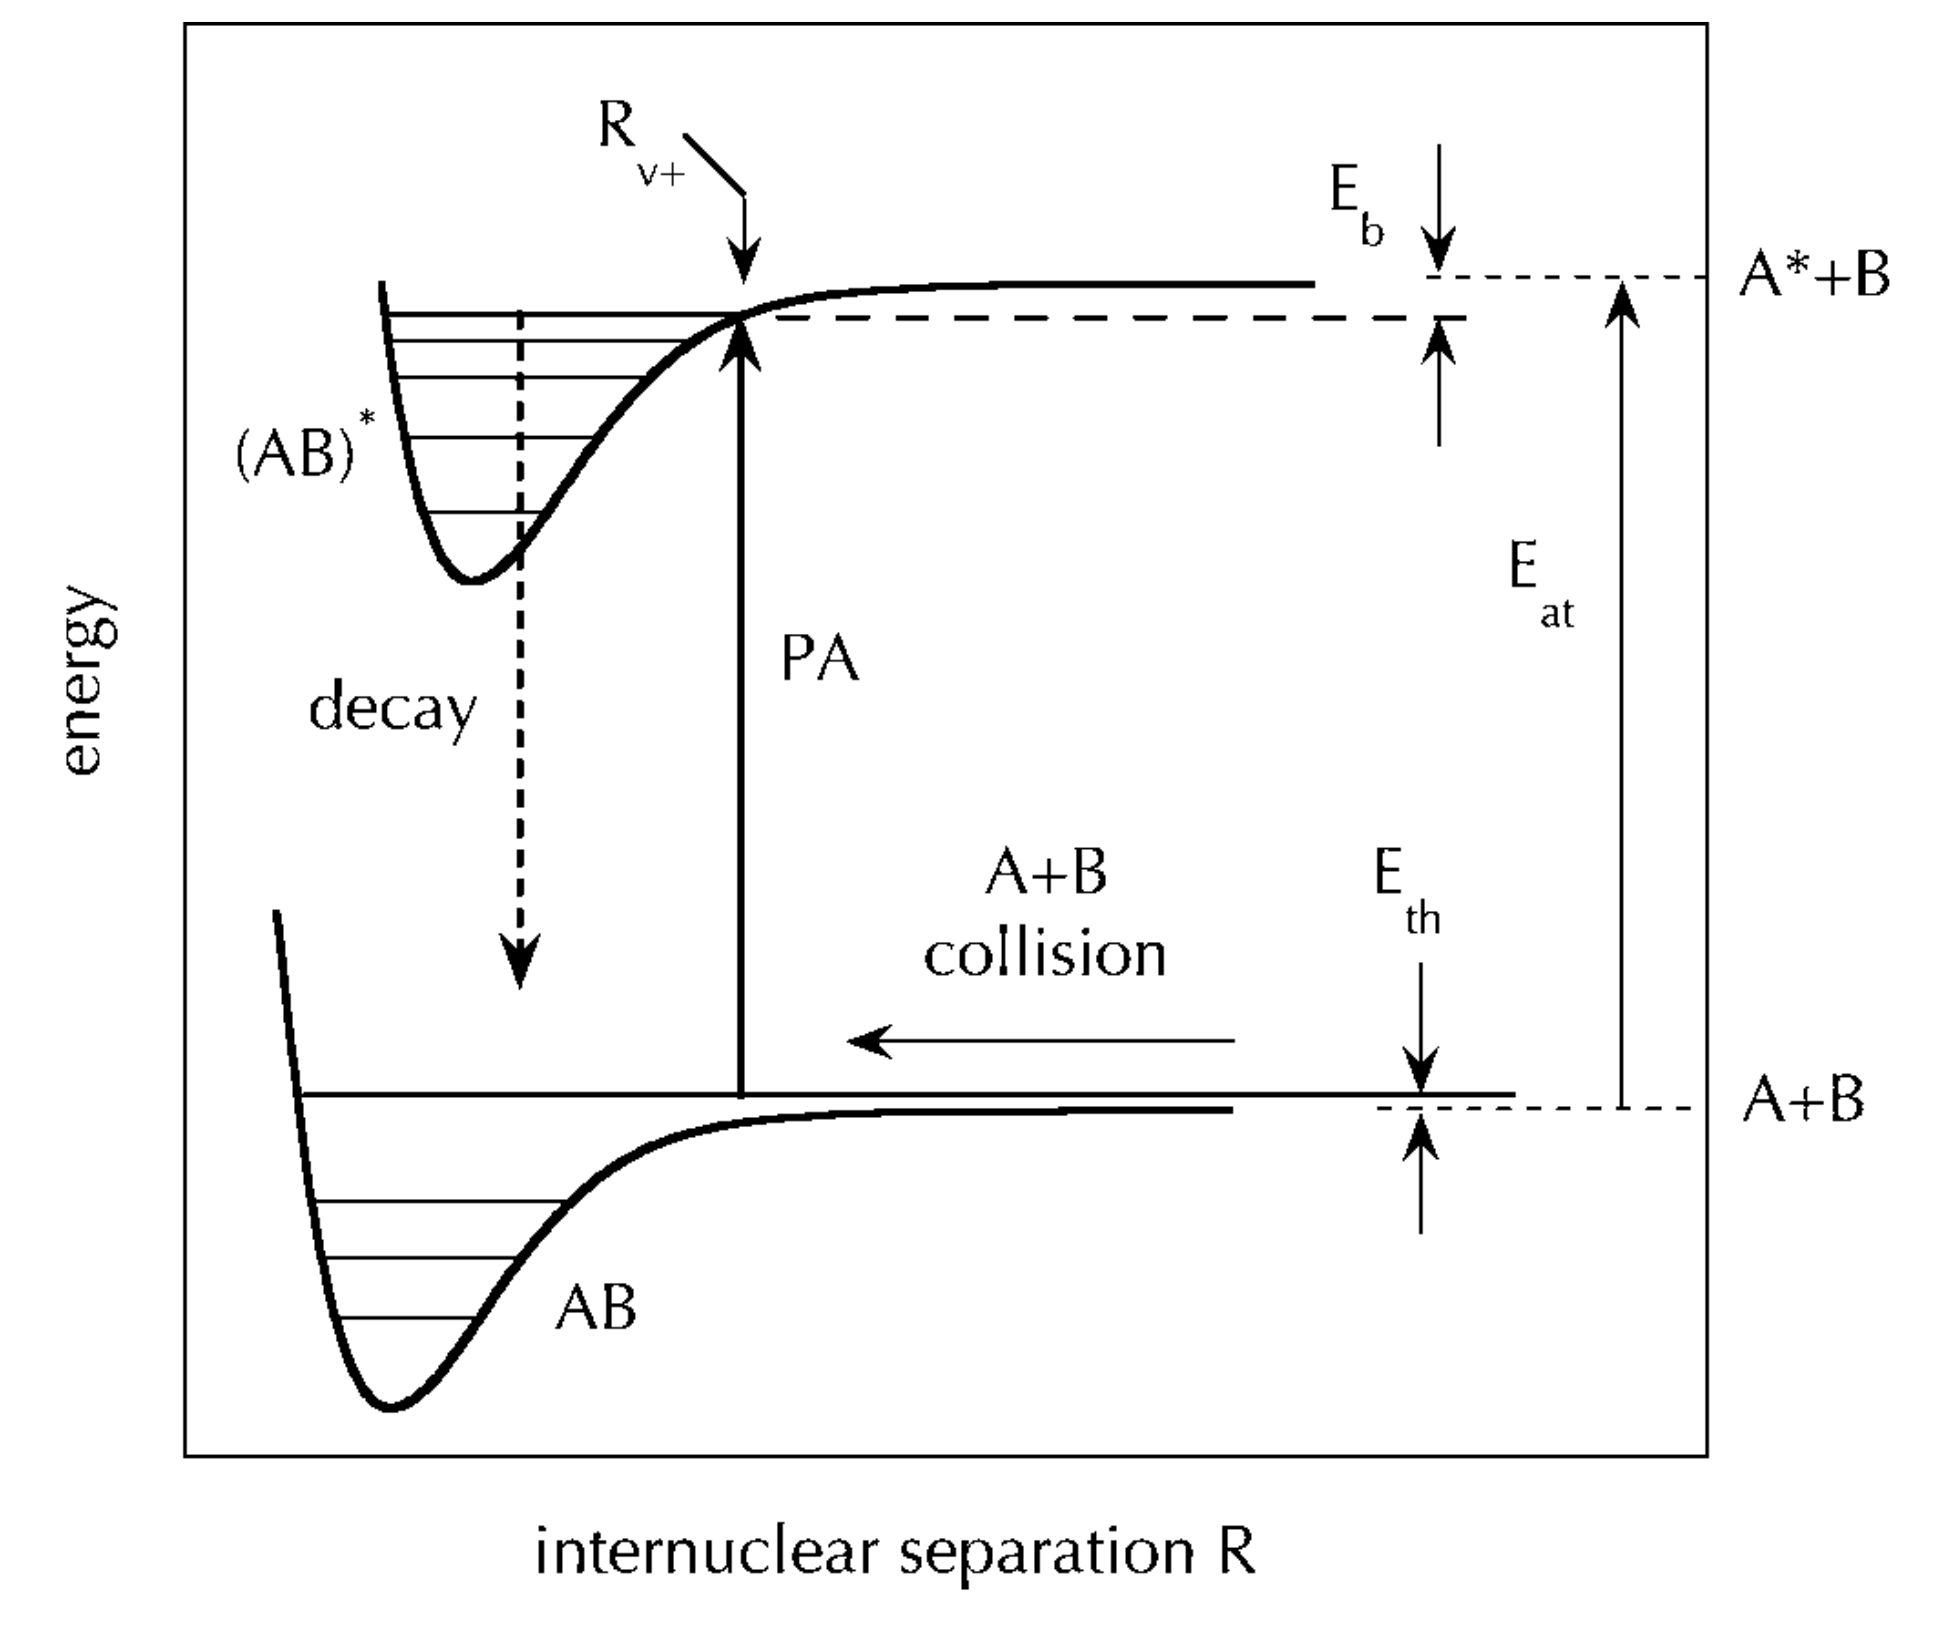 R v+
E b
A*+B
(AB)*
E at
energy
PA
decay
A+B
collision
E th
A+B
AB
internuclear separation R